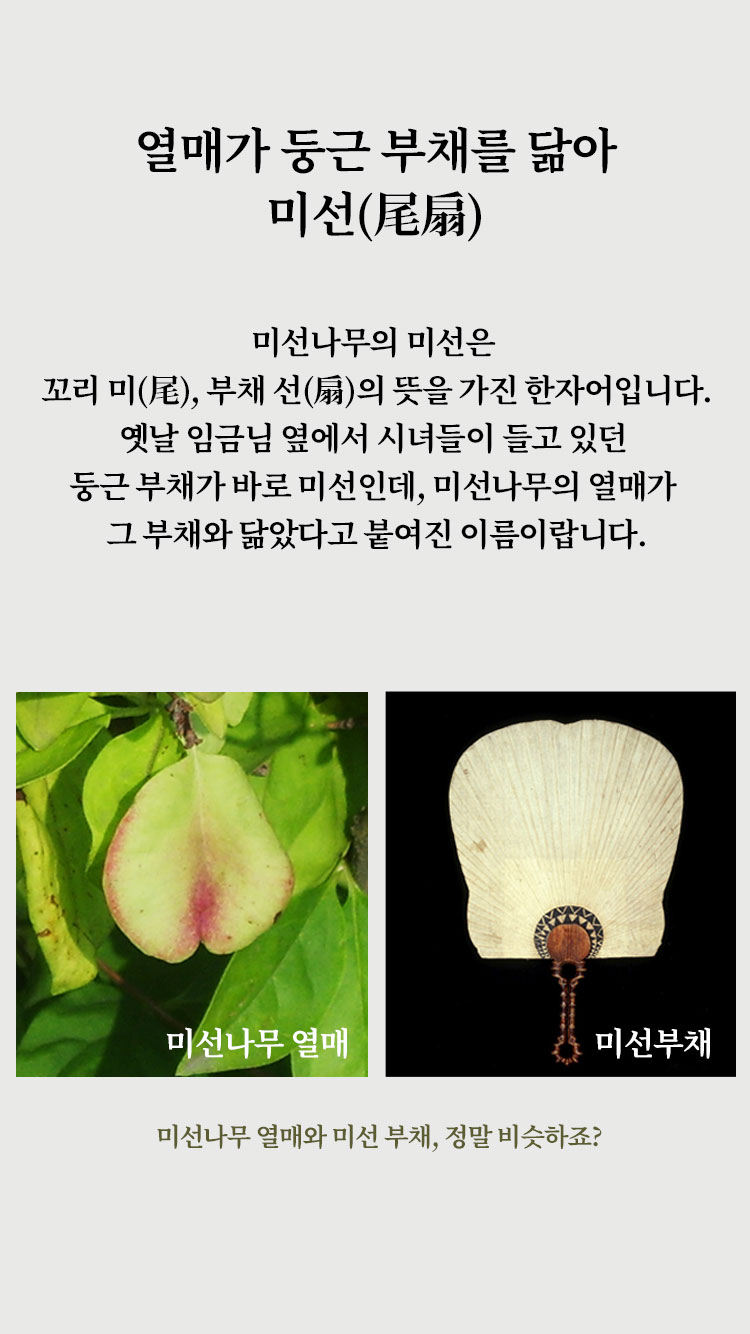 열매가 둥근 부채를 닮아
미선(尾扇)
미선나무의 미선은
꼬리 미(尾), 부채 선(扇)의 뜻을 가진 한자어입니다.
옛날 임금님 옆에서 시녀들이 들고 있던
둥근 부채가 바로 미선인데, 미선나무의 열매가
그 부채와 닮았다고 붙여진 이름이랍니다.
미선나무 열매
미선부채
미선나무 열매와 미선 부채, 정말 비슷하죠?